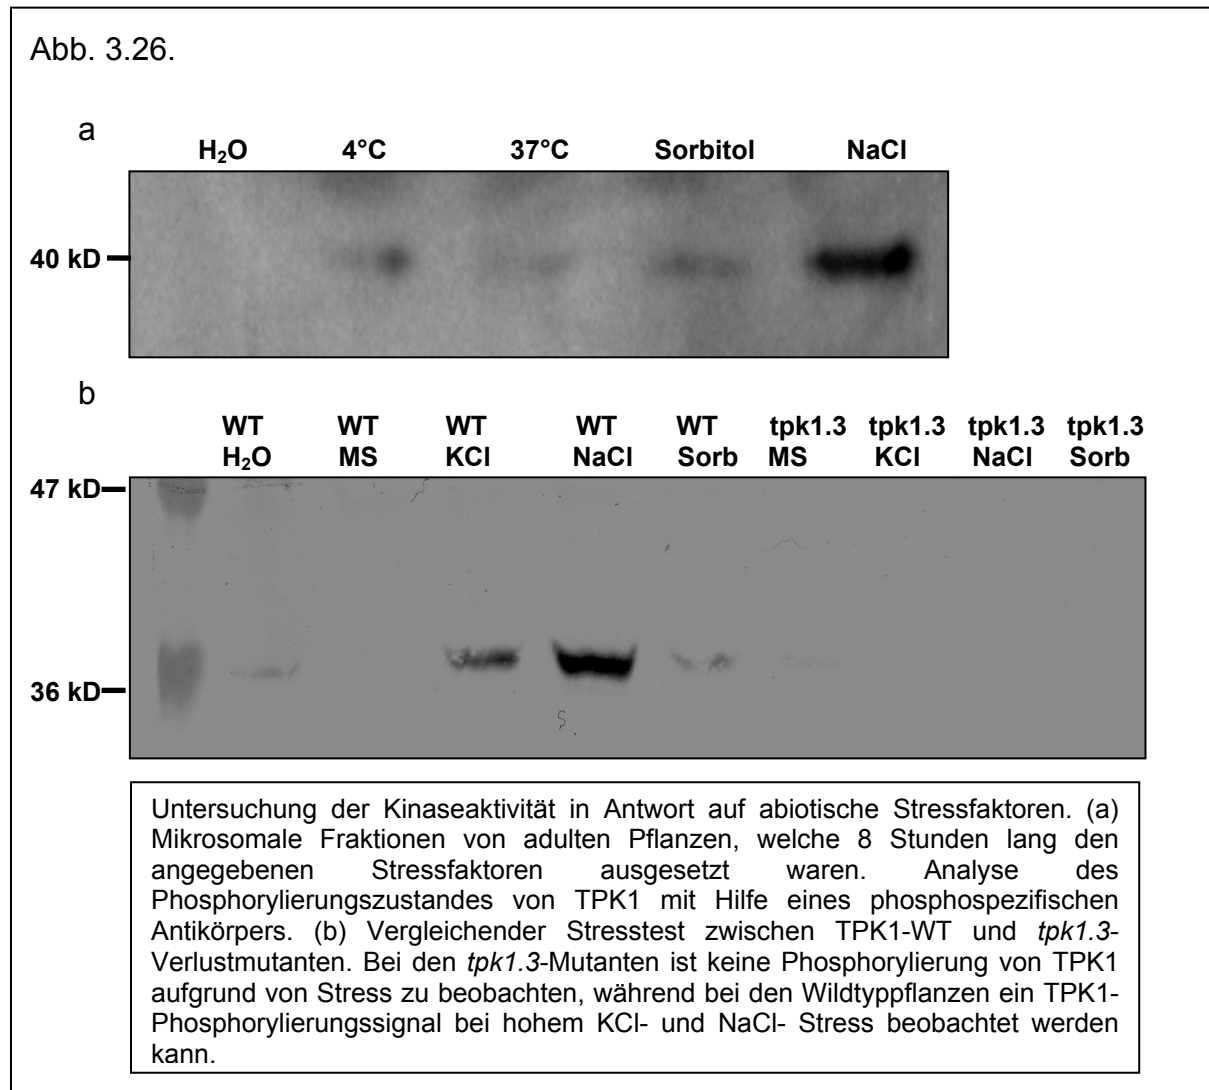 Abb. 3.26.
a
H₂O 4°C 37°C Sorbitol NaCl
40 kD
b
WT WT WT WT WT tpk1.3 tpk1.3 tpk1.3 tpk1.3
H₂O MS KCl NaCl Sorb MS KCl NaCl Sorb
47 kD
36 kD
Untersuchung der Kinaseaktivität in Antwort auf abiotische Stressfaktoren. (a)
Mikrosomale Fraktionen von adulten Pflanzen, welche 8 Stunden lang den
angegebenen Stressfaktoren ausgesetzt waren. Analyse des
Phosphorylierungszustandes von TPK1 mit Hilfe eines phosphospezifischen
Antikörpers. (b) Vergleichender Stresstest zwischen TPK1-WT und tpk1.3-
Verlustmutanten. Bei den tpk1.3-Mutanten ist keine Phosphorylierung von TPK1
aufgrund von Stress zu beobachten, während bei den Wildtyppflanzen ein TPK1-
Phosphorylierungssignal bei hohem KCl- und NaCl- Stress beobachtet werden
kann.